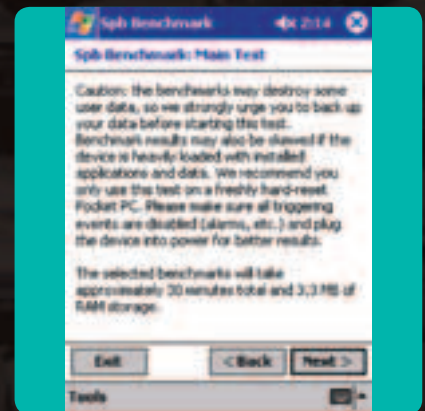 Spb Benchmark 2:14
Spb Benchmark: Main Test
Caution: the benchmarks may destroy some
user data, so we strongly urge you to back up
your data before starting this test.
Benchmark results may also be skewed if the
device is heavily loaded with installed
applications and data. We recommend you
only use this test on a freshly hard-reset
Pocket PC. Please make sure all triggering
events are disabled (alarms, etc.) and plug
the device into power for better results.
The selected benchmarks will take
approximately 30 minutes total and 3.3 MB of
RAM storage.
Exit < Back Next >
Tools